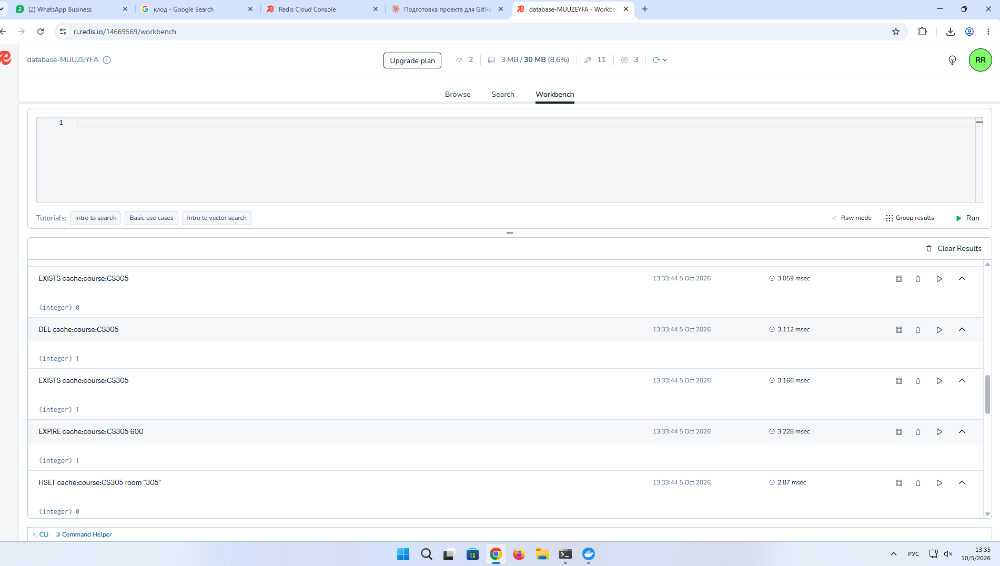 (2) WhatsApp Business
клод - Google Search
Redis Cloud Console
Подготовка проекта для GitHu
database-MUUZEYFA - Workbe
ri.redis.io/14669569/workbench
database-MUUZEYFA
Upgrade plan
2
3 MB / 30 MB (8.6%)
11
3
RR
Browse
Search
Workbench
1
Tutorials:
Intro to search
Basic use cases
Intro to vector search
-r Raw mode
Group results
Run
Clear Results
EXISTS cache:course:CS305
13:33:44 5 Oct 2026
3.059 msec
(integer) 0
DEL cache:course:CS305
13:33:44 5 Oct 2026
3.112 msec
(integer) 1
EXISTS cache:course:CS305
13:33:44 5 Oct 2026
3.166 msec
(integer) 1
EXPIRE cache:course:CS305 600
13:33:44 5 Oct 2026
3.228 msec
(integer) 1
HSET cache:course:CS305 room "305"
13:33:44 5 Oct 2026
2.87 msec
(integer) 0
>_ CLI
Command Helper
РУС
13:35
10/5/2026